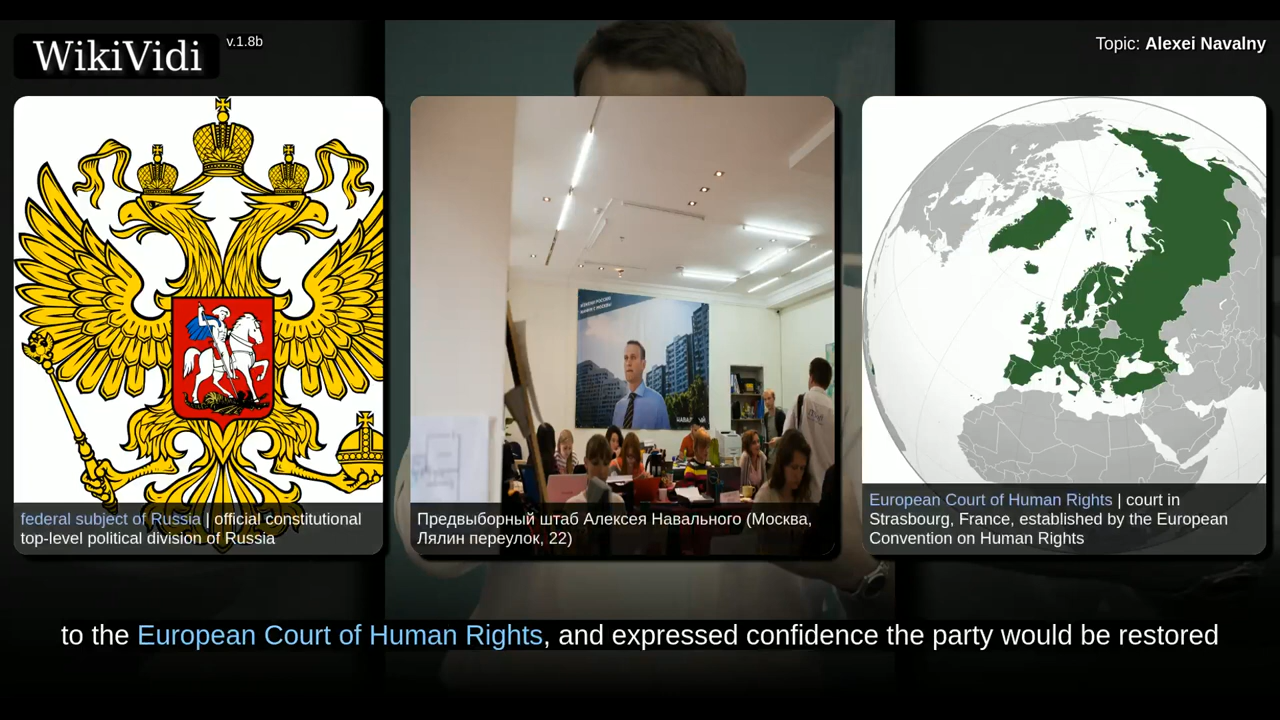 WikiVidi
v.1.8b
Topic: Alexei Navalny
federal subject of Russia | official constitutional
top-level political division of Russia
Предвыборный штаб Алексея Навального (Москва,
Лялин переулок, 22)
European Court of Human Rights | court in
Strasbourg, France, established by the European
Convention on Human Rights
to the European Court of Human Rights, and expressed confidence the party would be restored